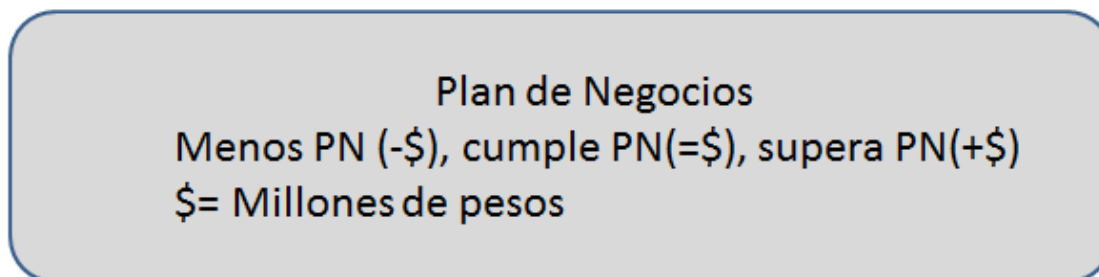 Plan de Negocios
Menos PN (-$), cumple PN(=$), supera PN(+$)
$= Millones de pesos